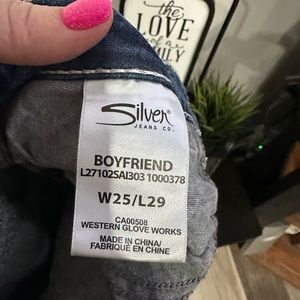 THE
LOVE
of a
Silver
JEANS CO.
BOYFRIEND
L27102SAI303 1000378
W25/L29
CA00508
WESTERN GLOVE WORKS
MADE IN CHINA/
FABRIQUÉ EN CHINE